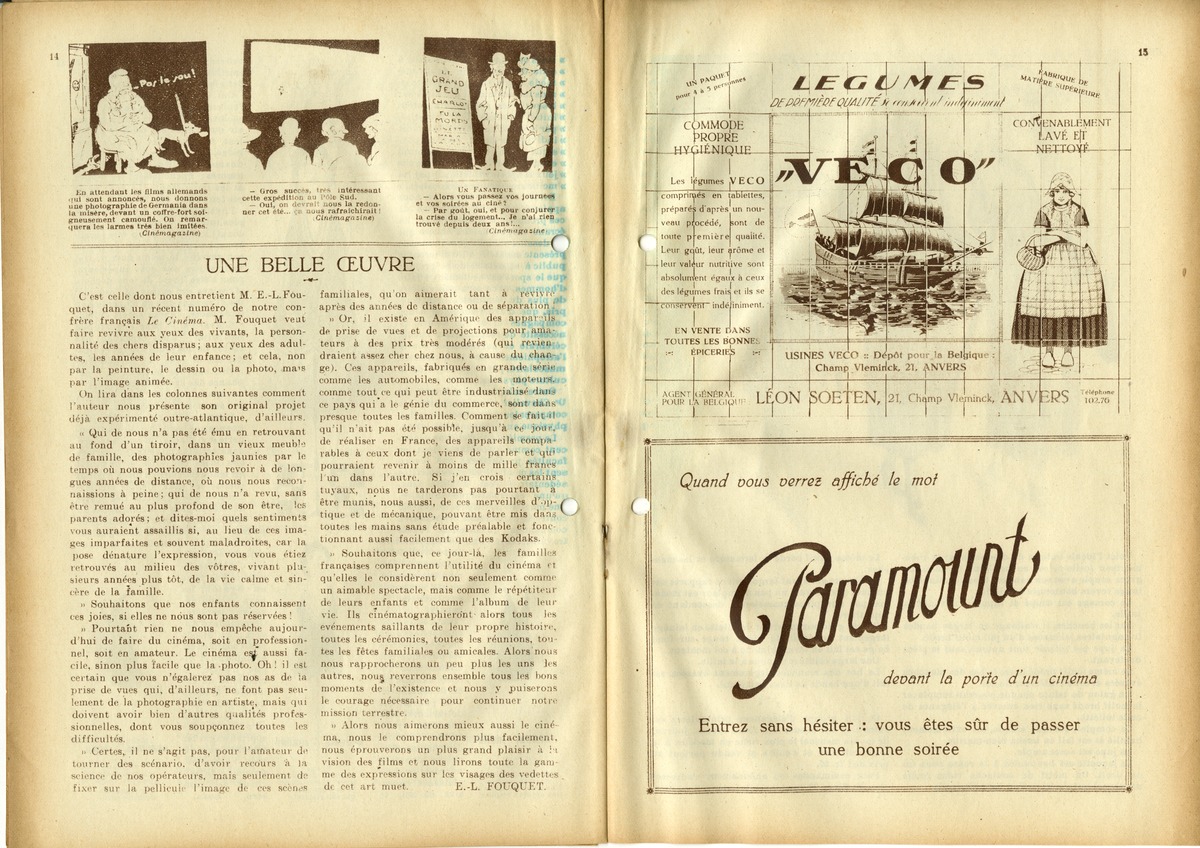 14
Pas le sou!
LE
GRAND
JEU
CHARLOT
En attendant les films allemands
qui sont annoncés, nous donnons
une photographie de Germania dans
la misère, devant un coffre-fort soi-
gneusement camouflé. On remar-
quera les larmes très bien imitées.
(Cinémagazine)
— Gros succès, très intéressant
cette expédition au Pôle Sud.
— Oui, on devrait nous la redon-
ner cet été... ça nous rafraîchirait !
(Cinémagazine)
UN FANATIQUE
— Alors vous passez vos journées
et vos soirées au ciné?
— Par goût, oui, et pour conjurer
la crise du logement... Je n'ai rien
trouvé depuis deux ans!...
(Cinémagazine
UNE BELLE ŒUVRE
C'est celle dont nous entretient M. E.-L. Fou-
quet, dans un récent numéro de notre con-
frère français Le Cinéma. M. Fouquet veut
faire revivre aux yeux des vivants, la person-
nalité des chers disparus; aux yeux des adul-
tes, les années de leur enfance; et cela, non
par la peinture, le dessin ou la photo, mais
par l'image animée.
On lira dans les colonnes suivantes comment
l'auteur nous présente son original projet
déjà expérimenté outre-atlantique, d'ailleurs.
« Qui de nous n'a pas été ému en retrouvant
au fond d'un tiroir, dans un vieux meuble
de famille, des photographies jaunies par le
temps où nous pouvions nous revoir à de lon-
gues années de distance, où nous nous recon-
naissions à peine; qui de nous n'a revu, sans
être remué au plus profond de son être, les
parents adorés; et dites-moi quels sentiments
vous auraient assaillis si, au lieu de ces ima-
ges imparfaites et souvent maladroites, car la
pose dénature l'expression, vous vous étiez
retrouvés au milieu des vôtres, vivant plu-
sieurs années plus tôt, de la vie calme et sin-
cère de la famille.
» Souhaitons que nos enfants connaissent
ces joies, si elles ne nous sont pas réservées!
» Pourtant rien ne nous empêche aujour-
d'hui de faire du cinéma, soit en profession-
nel, soit en amateur. Le cinéma est aussi fa-
cile, sinon plus facile que la photo. Oh! il est
certain que vous n'égalerez pas nos as de la
prise de vues qui, d'ailleurs, ne font pas seu-
lement de la photographie en artiste, mais qui
doivent avoir bien d'autres qualités profes-
sionnelles, dont vous soupçonnez toutes les
difficultés.
» Certes, il ne s'agit pas, pour l'amateur de
tourner des scénario, d'avoir recours à la
science de nos opérateurs, mais seulement de
fixer sur la pellicule l'image de ces scènes
familiales, qu'on aimerait tant à revivre
après des années de distance ou de séparation.
» Or, il existe en Amérique des appareils
de prise de vues et de projections pour ama-
teurs à des prix très modérés (qui revien-
draient assez cher chez nous, à cause du chan-
ge). Ces appareils, fabriqués en grande série
comme les automobiles, comme les moteurs,
comme tout ce qui peut être industrialisé dans
ce pays qui a le génie du commerce, sont dans
presque toutes les familles. Comment se fait-il
qu'il n'ait pas été possible, jusqu'à ce jour,
de réaliser en France, des appareils compa-
rables à ceux dont je viens de parler et qui
pourraient revenir à moins de mille francs
l'un dans l'autre. Si j'en crois certains
tuyaux, nous ne tarderons pas pourtant à
être munis, nous aussi, de ces merveilles d'op-
tique et de mécanique, pouvant être mis dans
toutes les mains sans étude préalable et fonc-
tionnant aussi facilement que des Kodaks.
» Souhaitons que, ce jour-là, les familles
françaises comprennent l'utilité du cinéma et
qu'elles le considèrent non seulement comme
un aimable spectacle, mais comme le répétiteur
de leurs enfants et comme l'album de leur
vie. Ils cinématographieront alors tous les
evénements saillants de leur propre histoire,
toutes les cérémonies, toutes les réunions, tou-
tes les fêtes familiales ou amicales. Alors nous
nous rapprocherons un peu plus les uns les
autres, nous reverrons ensemble tous les bons
moments de l'existence et nous y puiserons
le courage nécessaire pour continuer notre
mission terrestre.
» Alors nous aimerons mieux aussi le ciné-
ma, nous le comprendrons plus facilement,
nous éprouverons un plus grand plaisir à la
vision des films et nous lirons toute la gam-
me des expressions sur les visages des vedettes
de cet art muet. E.-L. FOUQUET.
15
UN PAQUET
pour 4 à 5 personnes
LEGUMES
DE PREMIÈRE QUALITÉ se conservent indéfiniment
FABRIQUE DE
MATIÈRE SUPÉRIEURE
COMMODE
PROPRE
HYGIÉNIQUE
„VECO”
CONVENABLEMENT
LAVÉ ET
NETTOYÉ
Les légumes VECO
comprimés en tablettes,
préparés d'après un nou-
veau procédé, sont de
toute première qualité.
Leur goût, leur arôme et
leur valeur nutritive sont
absolument égaux à ceux
des légumes frais et ils se
conservent indéfiniment.
EN VENTE DANS
TOUTES LES BONNES
:-: ÉPICERIES :-:
USINES VECO :: Dépôt pour la Belgique :
Champ Vleminck, 21, ANVERS
AGENT GÉNÉRAL
POUR LA BELGIQUE
LÉON SOETEN, 21, Champ Vleminck, ANVERS
Téléphone
102.76
Quand vous verrez affiché le mot
Paramount
devant la porte d'un cinéma
Entrez sans hésiter : vous êtes sûr de passer
une bonne soirée